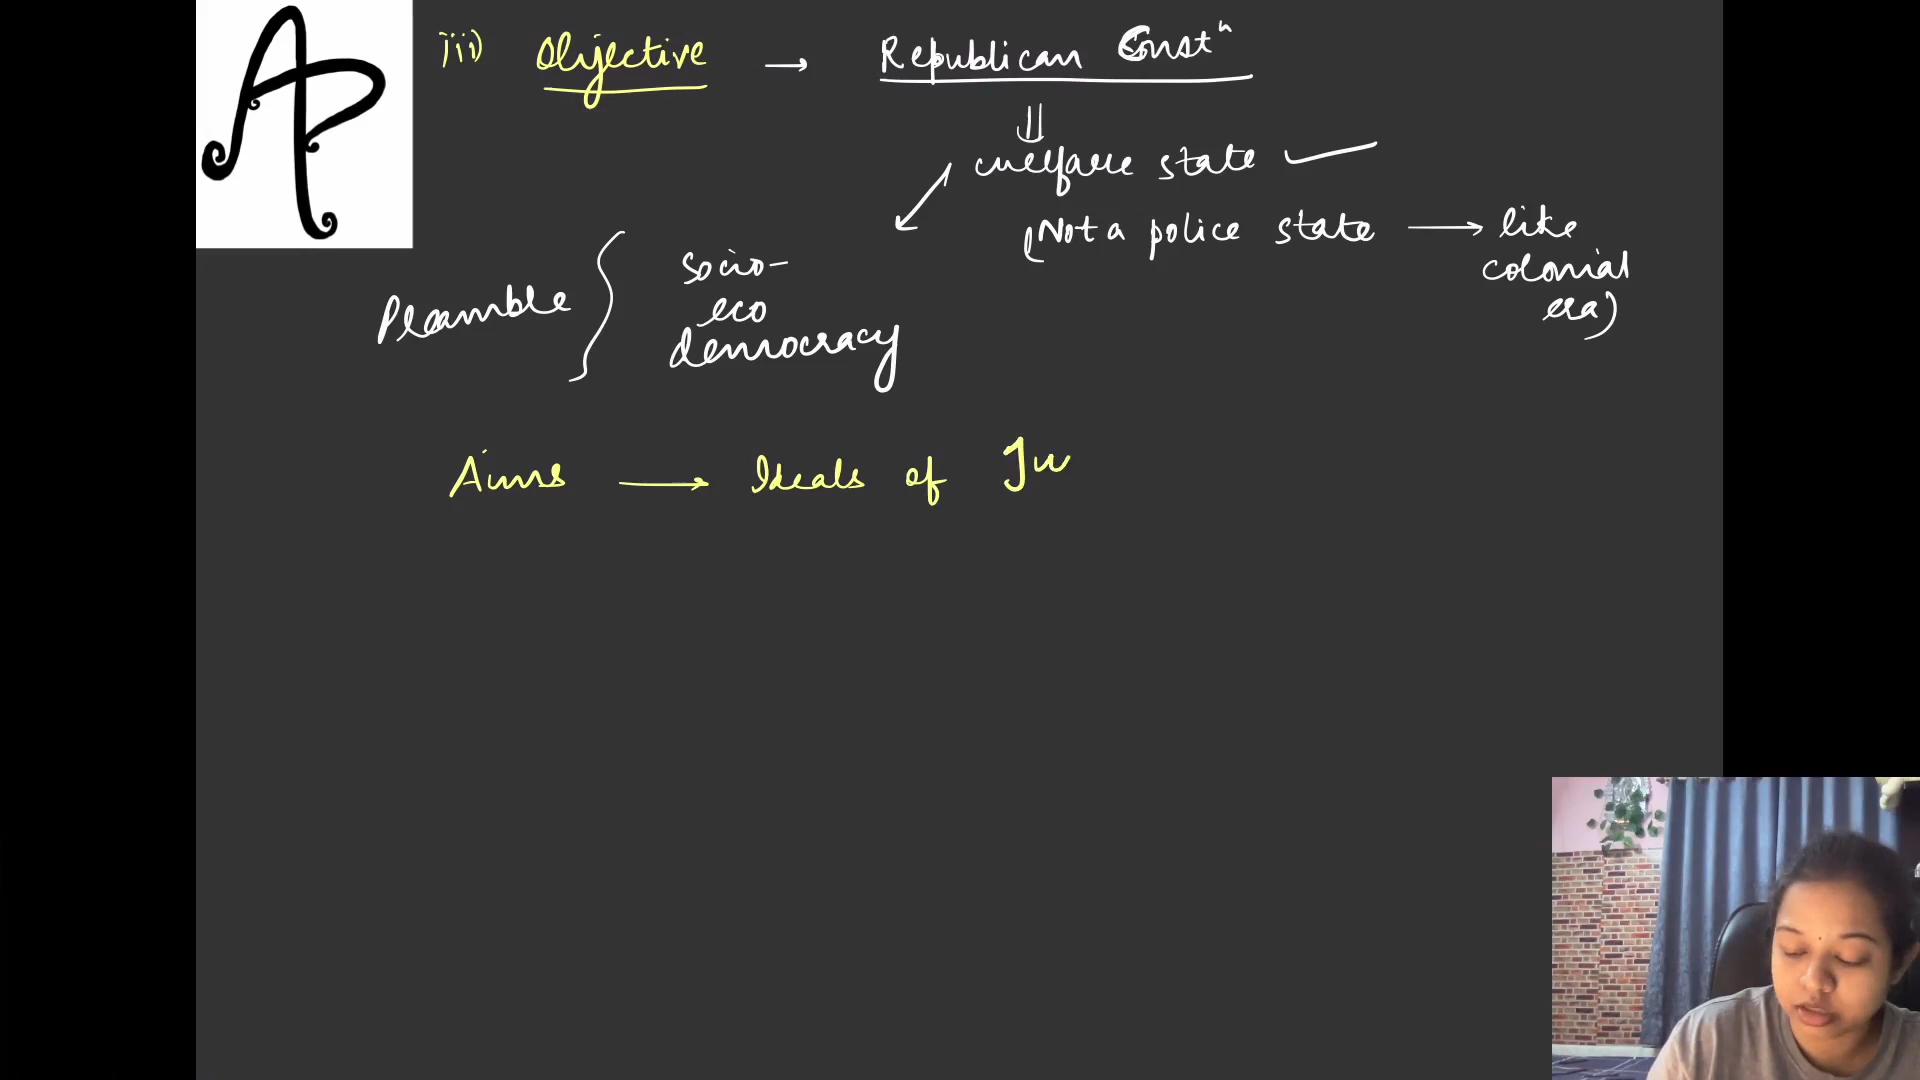 AP
iii) Objective → Republican Constⁿ
⇓
welfare state ✓
(Not a police state → like
colonial
era)
Preamble { socio-
eco
democracy
Aims → Ideals of Ju